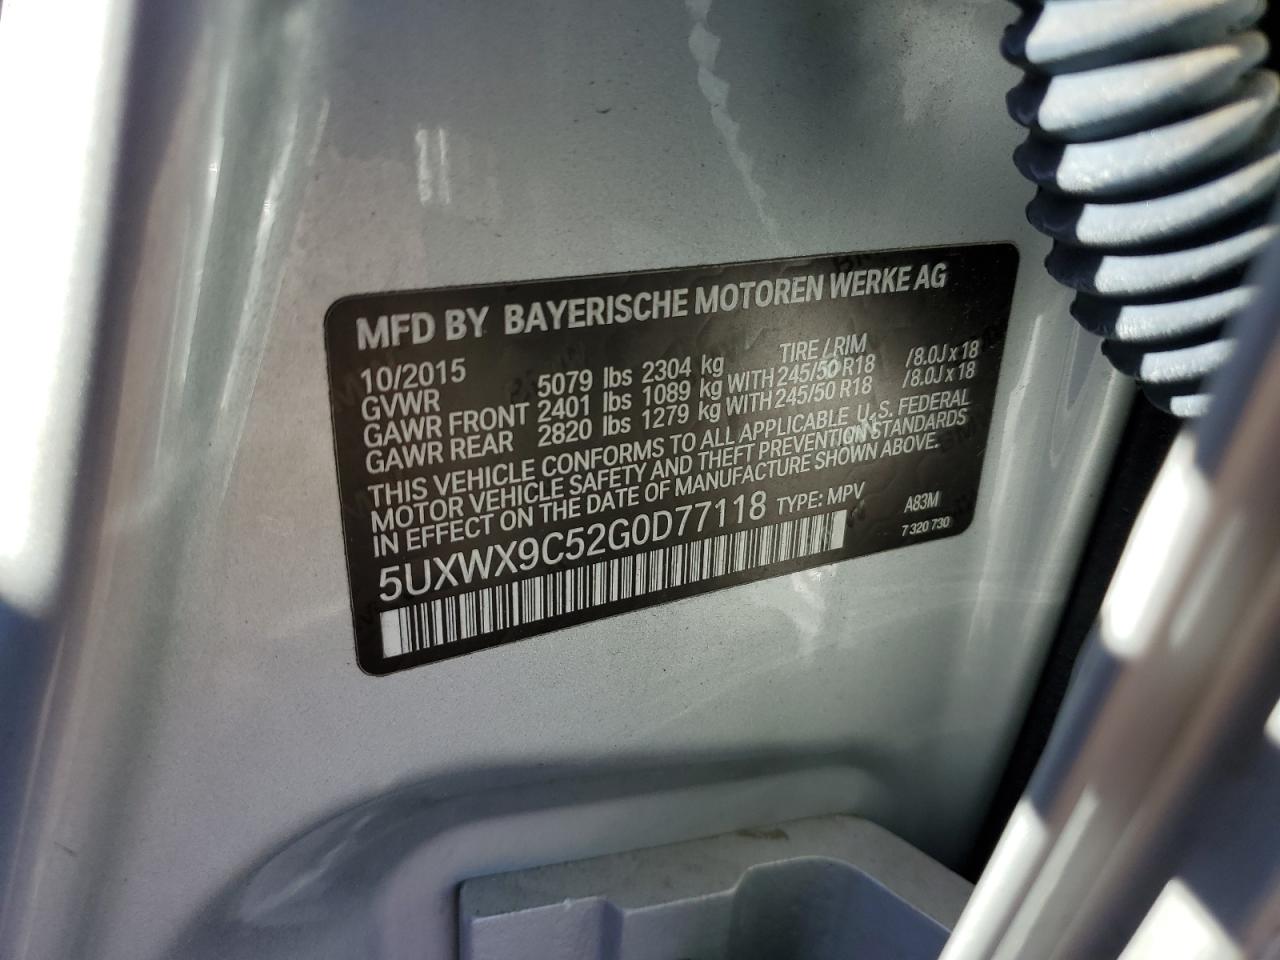 MFD BY BAYERISCHE MOTOREN WERKE AG
10/2015 TIRE / RIM
GVWR 5079 lbs 2304 kg
GAWR FRONT 2401 lbs 1089 kg WITH 245/50 R18 /8.0J x 18
GAWR REAR 2820 lbs 1279 kg WITH 245/50 R18 /8.0J x 18
THIS VEHICLE CONFORMS TO ALL APPLICABLE U.S. FEDERAL
MOTOR VEHICLE SAFETY AND THEFT PREVENTION STANDARDS
IN EFFECT ON THE DATE OF MANUFACTURE SHOWN ABOVE.
5UXWX9C52G0D77118 TYPE: MPV A83M
7 320 730